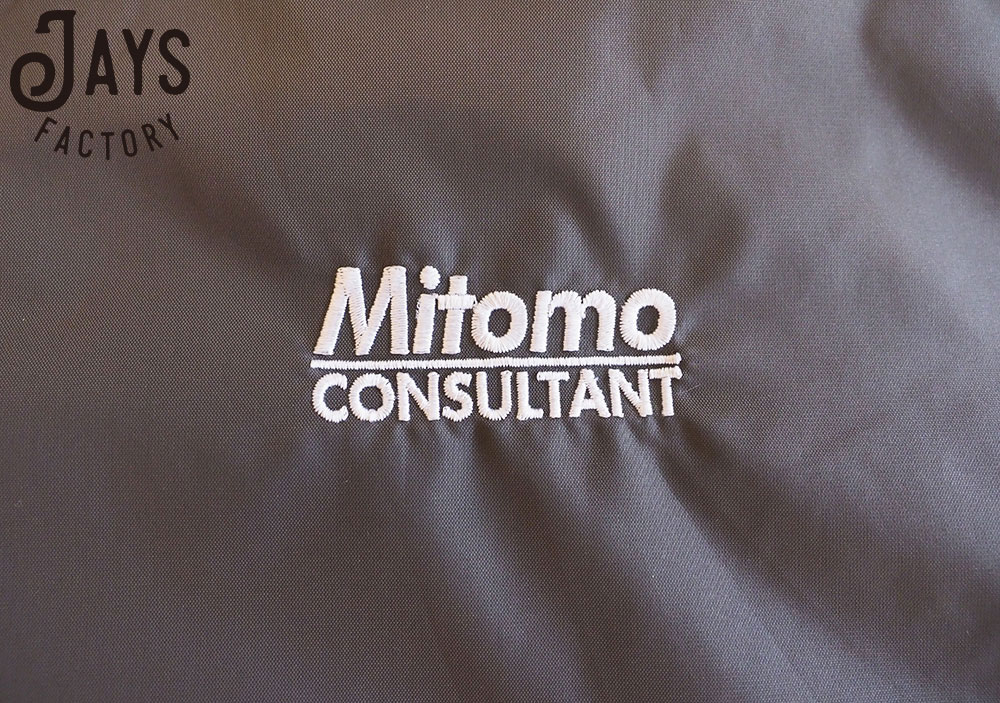 JAYS
FACTORY
Mitomo
CONSULTANT